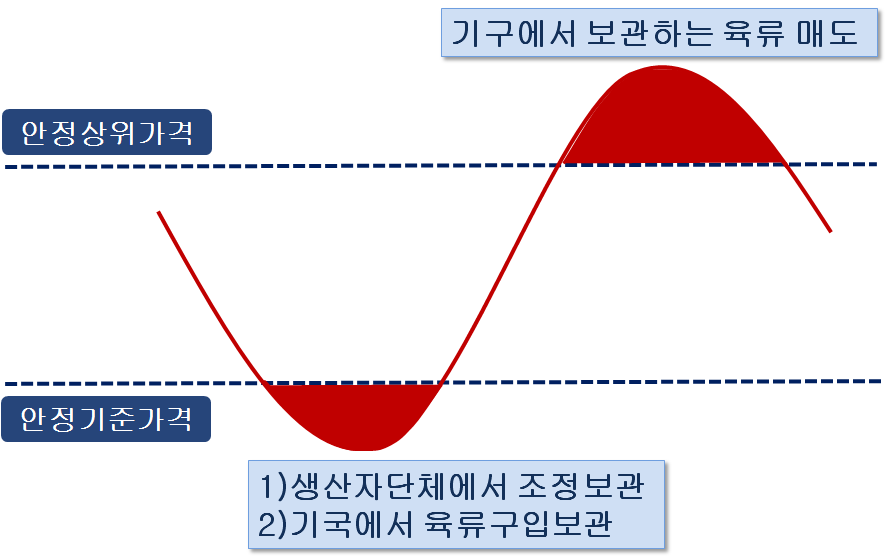 기구에서 보관하는 육류 매도
안정상위가격
안정기준가격
1)생산자단체에서 조정보관
2)기국에서 육류구입보관